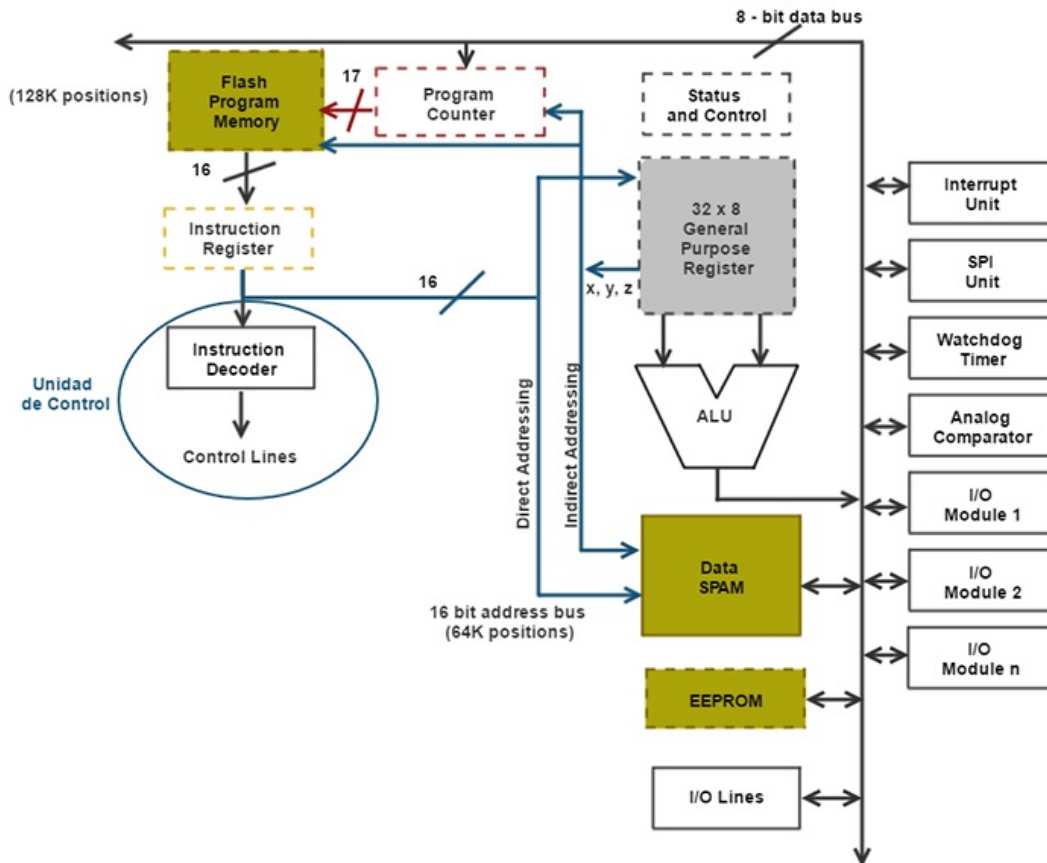 8 - bit data bus
(128K positions)
Flash
Program
Memory
17
Program
Counter
Status
and Control
16
Instruction
Register
32 x 8
General
Purpose
Register
Interrupt
Unit
SPI
Unit
16
x, y, z
Instruction
Decoder
Unidad
de Control
Control Lines
Direct Addressing
Indirect Addressing
ALU
Watchdog
Timer
Analog
Comparator
I/O
Module 1
Data
SPAM
I/O
Module 2
16 bit address bus
(64K positions)
I/O
Module n
EEPROM
I/O Lines